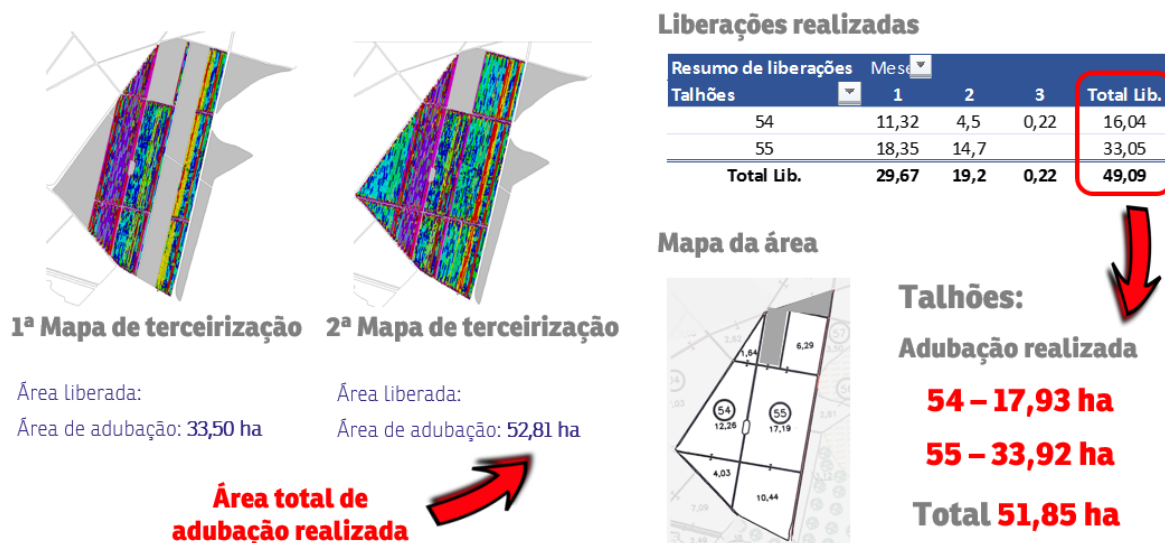 Liberações realizadas
Resumo de liberações Mese
Talhões 1 2 3 Total Lib.
54 11,32 4,5 0,22 16,04
55 18,35 14,7 33,05
Total Lib. 29,67 19,2 0,22 49,09
1ª Mapa de terceirização
2ª Mapa de terceirização
Área liberada:
Área de adubação: 33,50 ha
Área liberada:
Área de adubação: 52,81 ha
Área total de
adubação realizada
Mapa da área
1,64
6,29
54
12,26
55
17,19
4,03
10,44
7,09
Talhões:
Adubação realizada
54 – 17,93 ha
55 – 33,92 ha
Total 51,85 ha